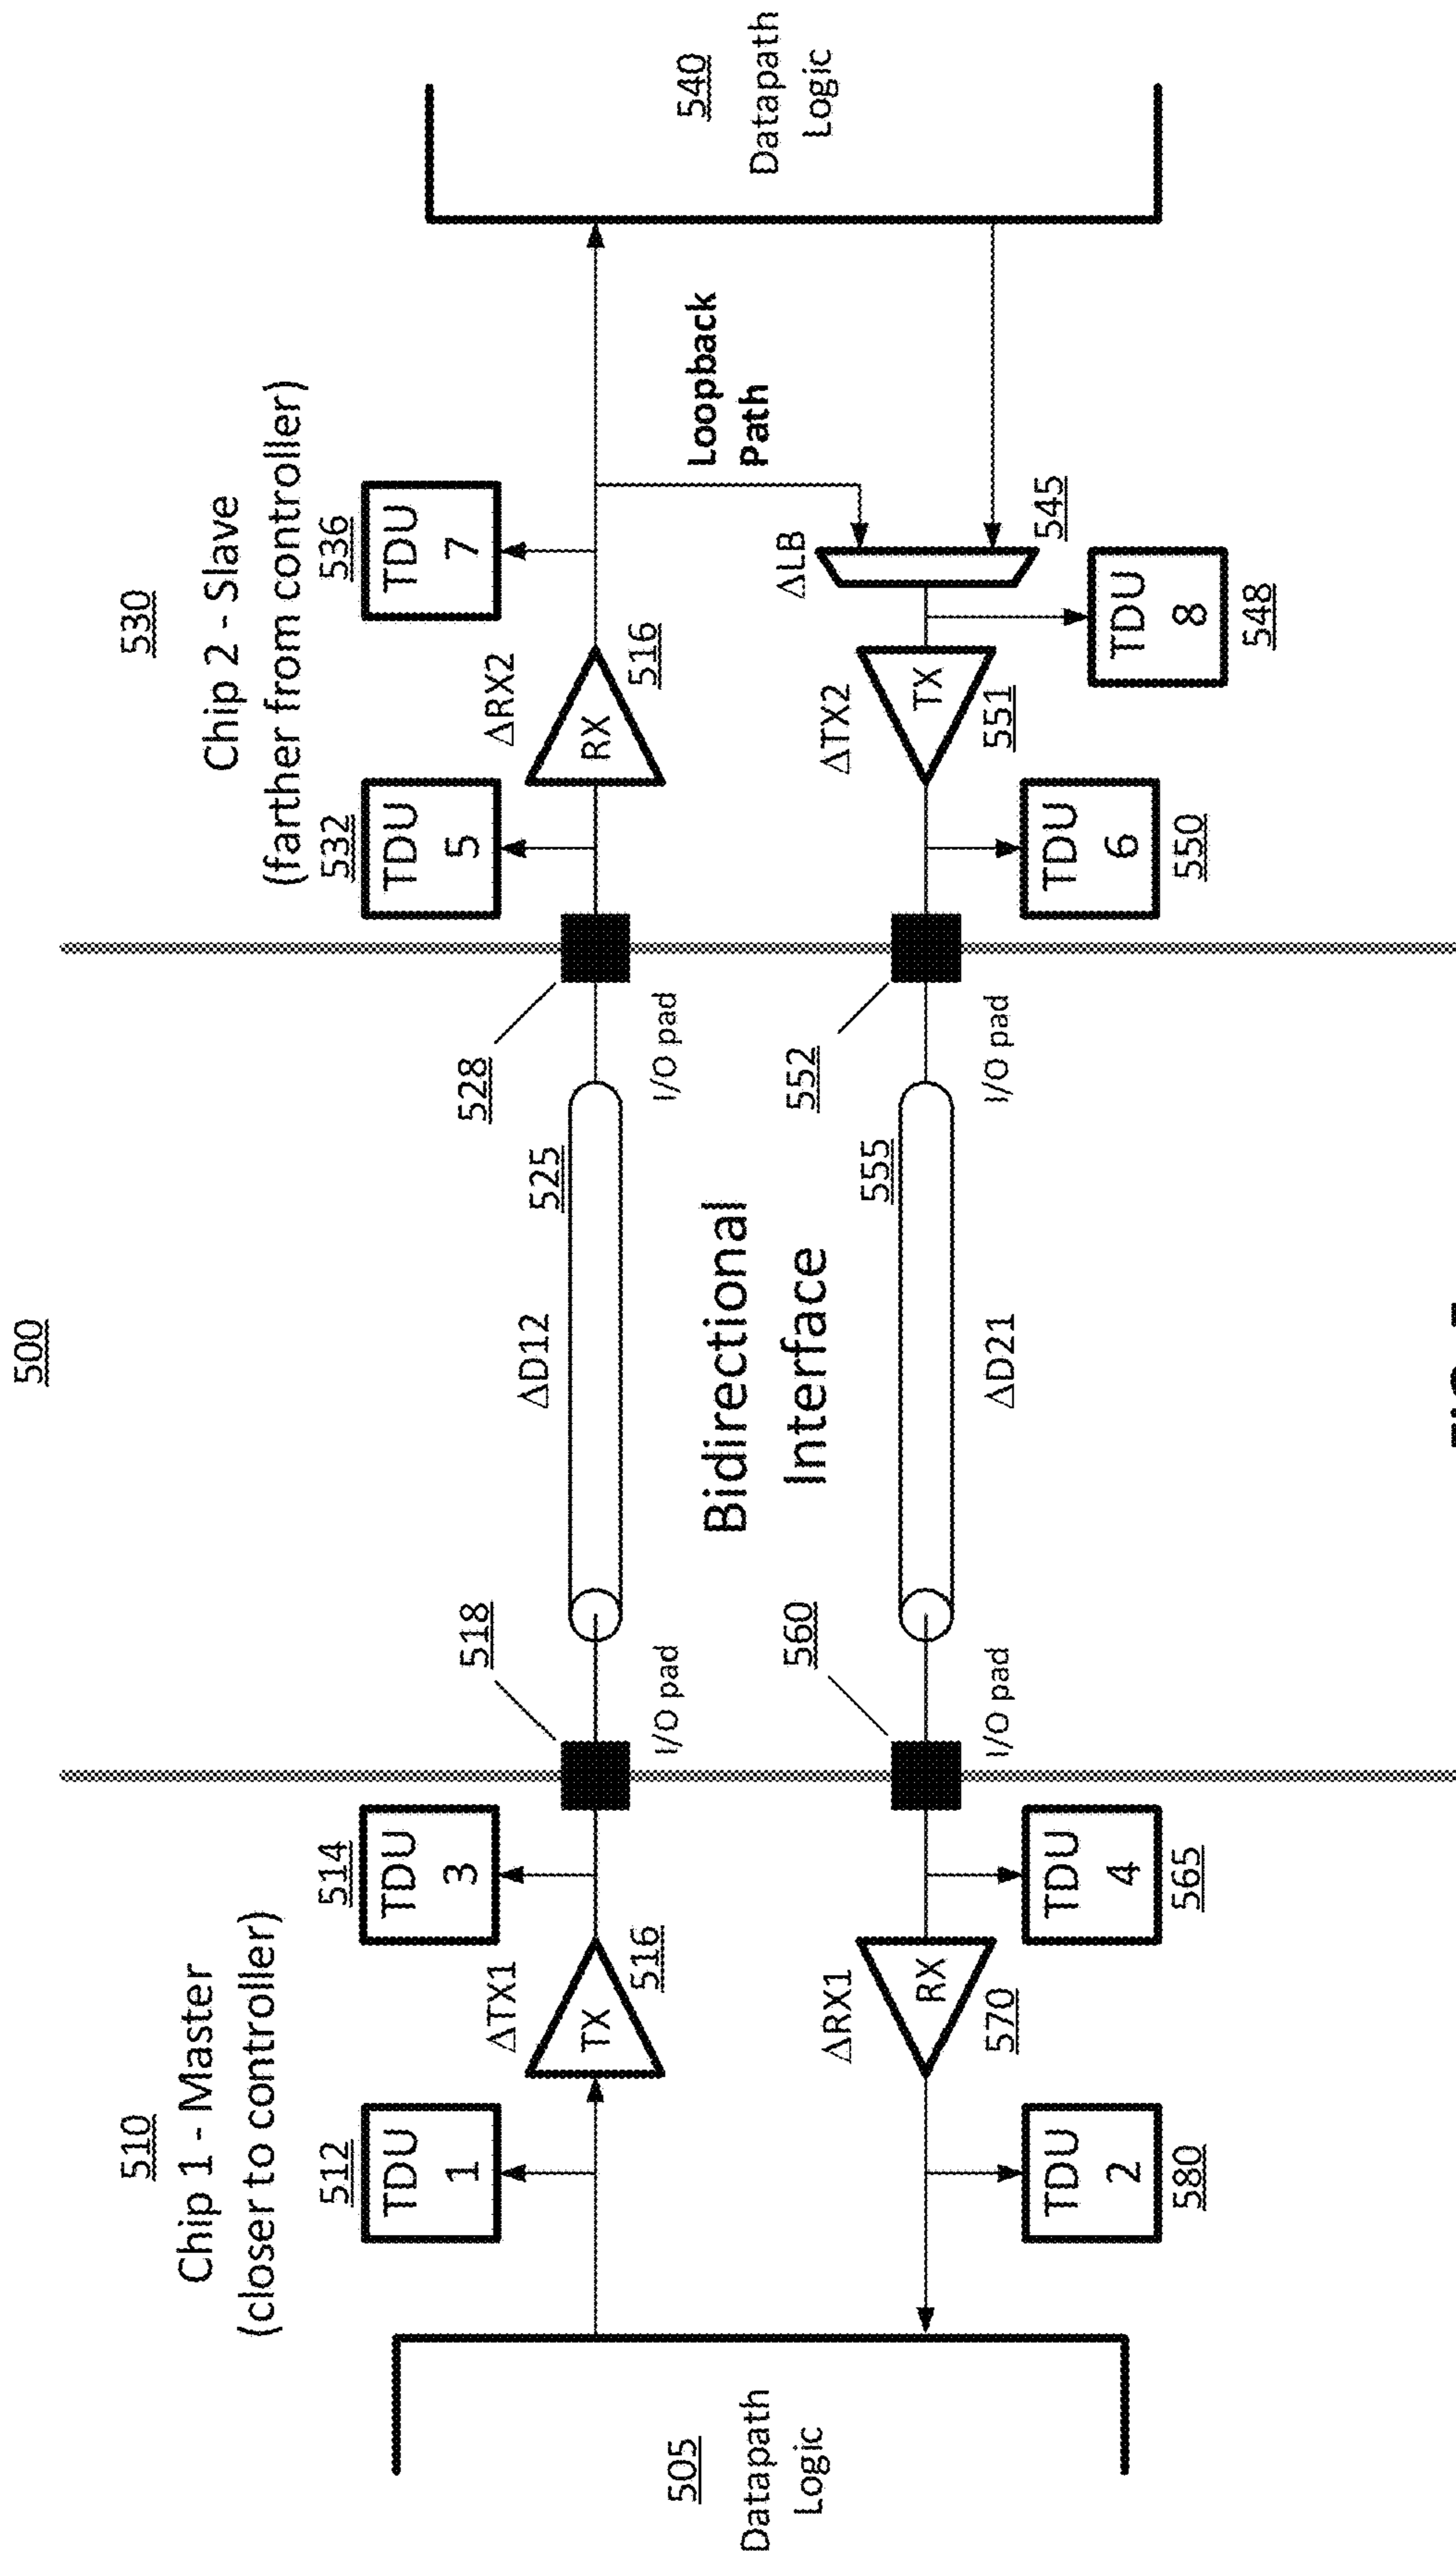 500
510
Chip 1 - Master
(closer to controller)
530
Chip 2 - Slave
(farther from controller)
512
TDU
1
514
TDU
3
532
TDU
5
536
TDU
7
ΔTX1
TX
516
518
I/O pad
ΔD12
525
528
I/O pad
ΔRX2
RX
516
505
Datapath
Logic
Bidirectional
Interface
Loopback
Path
540
Datapath
Logic
ΔRX1
RX
570
560
I/O pad
ΔD21
555
552
I/O pad
ΔTX2
TX
551
ΔLB
545
TDU
2
580
TDU
4
565
TDU
6
550
TDU
8
548